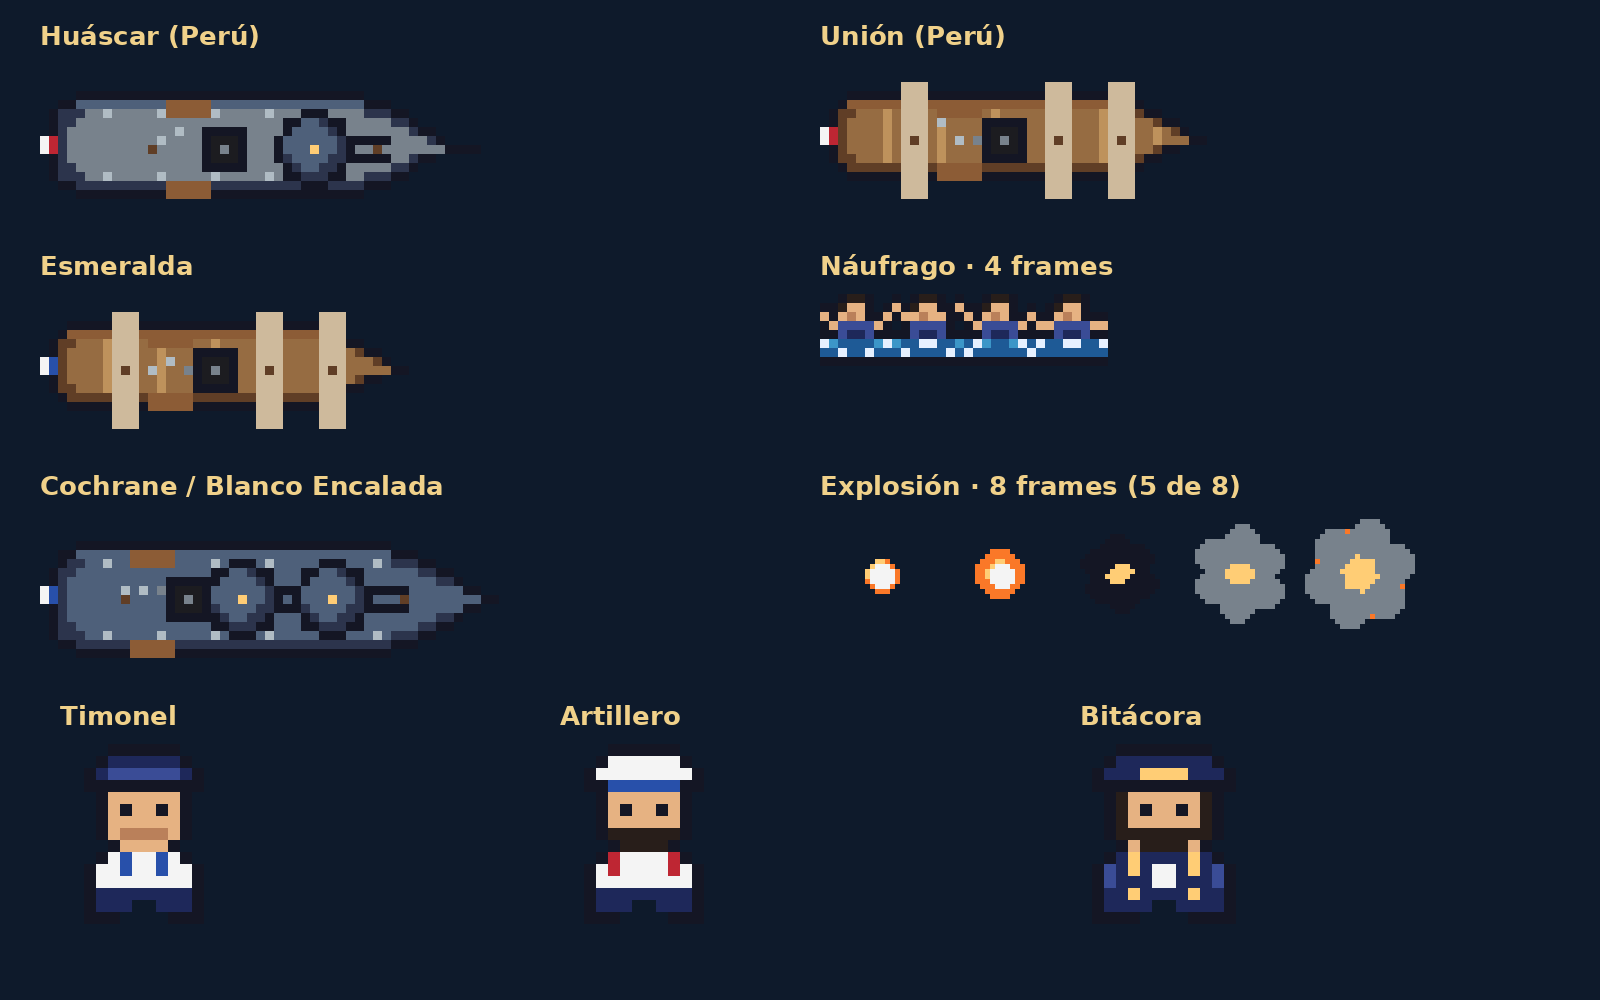 Huáscar (Perú)
Unión (Perú)
Esmeralda
Náufrago · 4 frames
Cochrane / Blanco Encalada
Explosión · 8 frames (5 de 8)
Timonel
Artillero
Bitácora